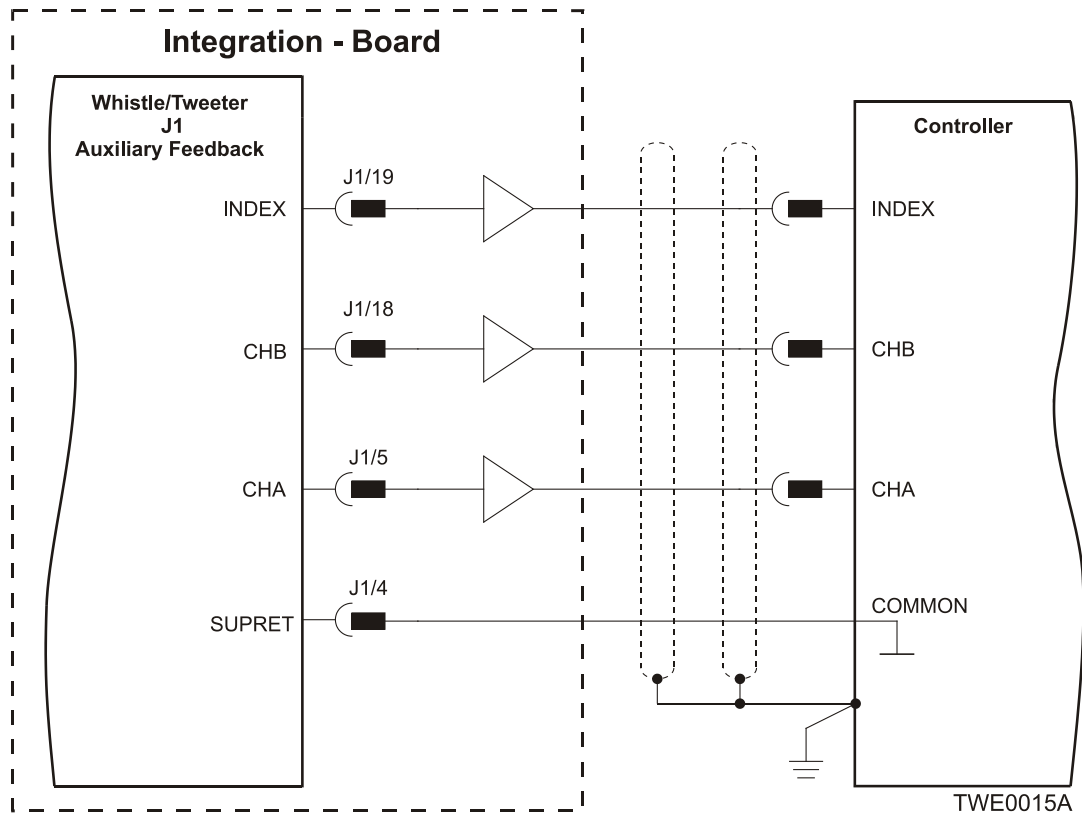 Integration - Board
Whistle/Tweeter
J1
Auxiliary Feedback
Controller
INDEX
J1/19
INDEX
CHB
J1/18
CHB
CHA
J1/5
CHA
SUPRET
J1/4
COMMON
TWE0015A